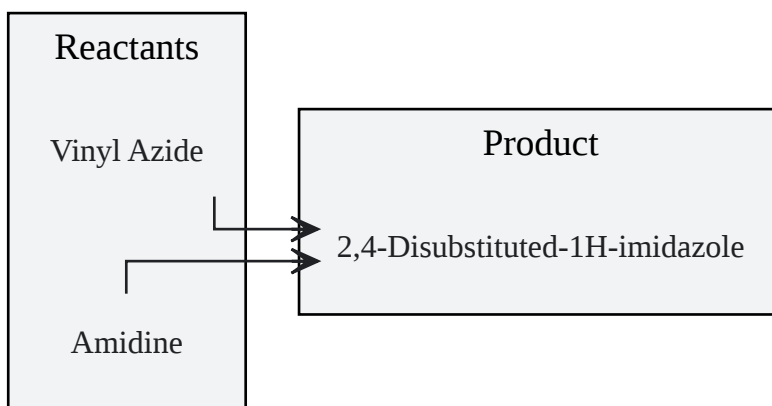 Reactants
Vinyl Azide
Amidine
Product
2,4-Disubstituted-1H-imidazole